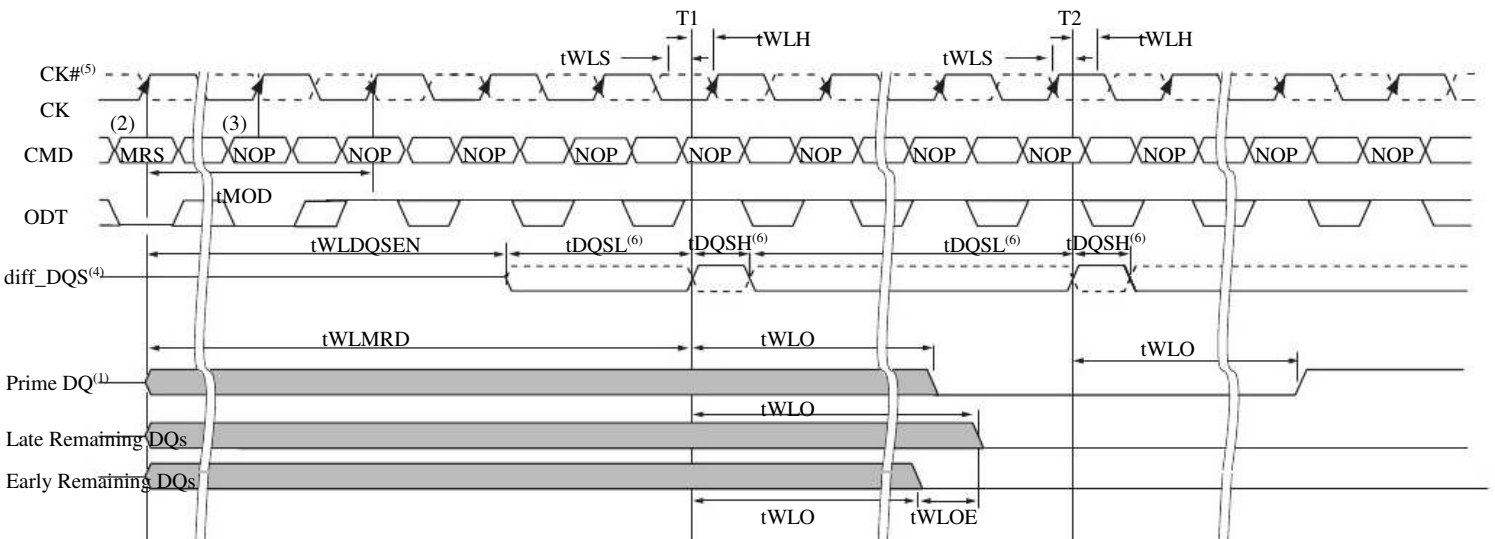 T1 T2
tWLH tWLH
tWLS tWLS
CK#(5)
CK
(2) (3)
CMD MRS NOP NOP NOP NOP NOP NOP NOP NOP NOP NOP NOP
tMOD
ODT
tWLDQSEN tDQSL(6) tDQSH(6) tDQSL(6) tDQSH(6)
diff_DQS(4)
tWLMRD tWLO tWLO
Prime DQ(1)
tWLO
Late Remaining DQs
Early Remaining DQs
tWLO tWLOE